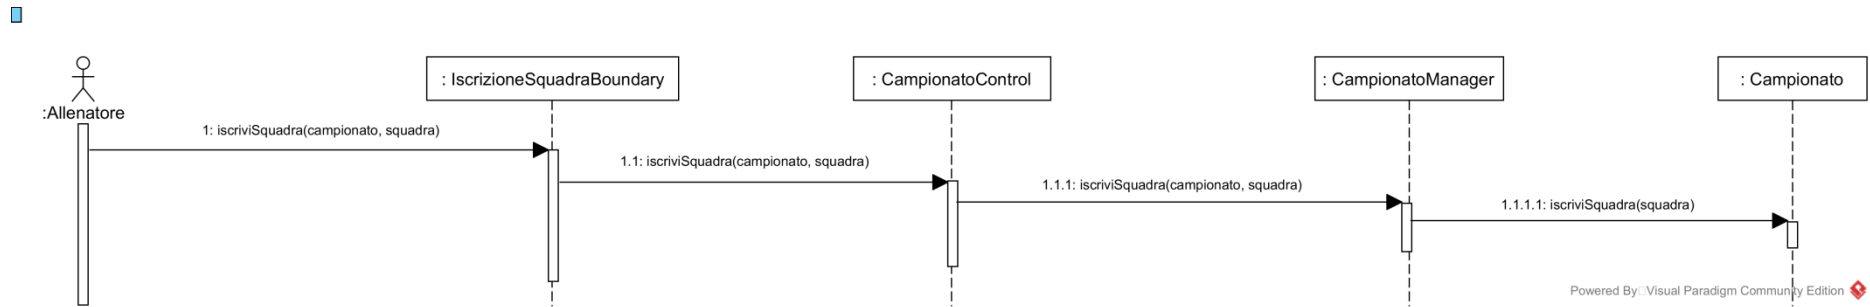 : IscrizioneSquadraBoundary
: CampionatoControl
: CampionatoManager
: Campionato
:Allenatore
1: iscriviSquadra(campionato, squadra)
1.1: iscriviSquadra(campionato, squadra)
1.1.1: iscriviSquadra(campionato, squadra)
1.1.1.1: iscriviSquadra(squadra)
Powered By Visual Paradigm Community Edition